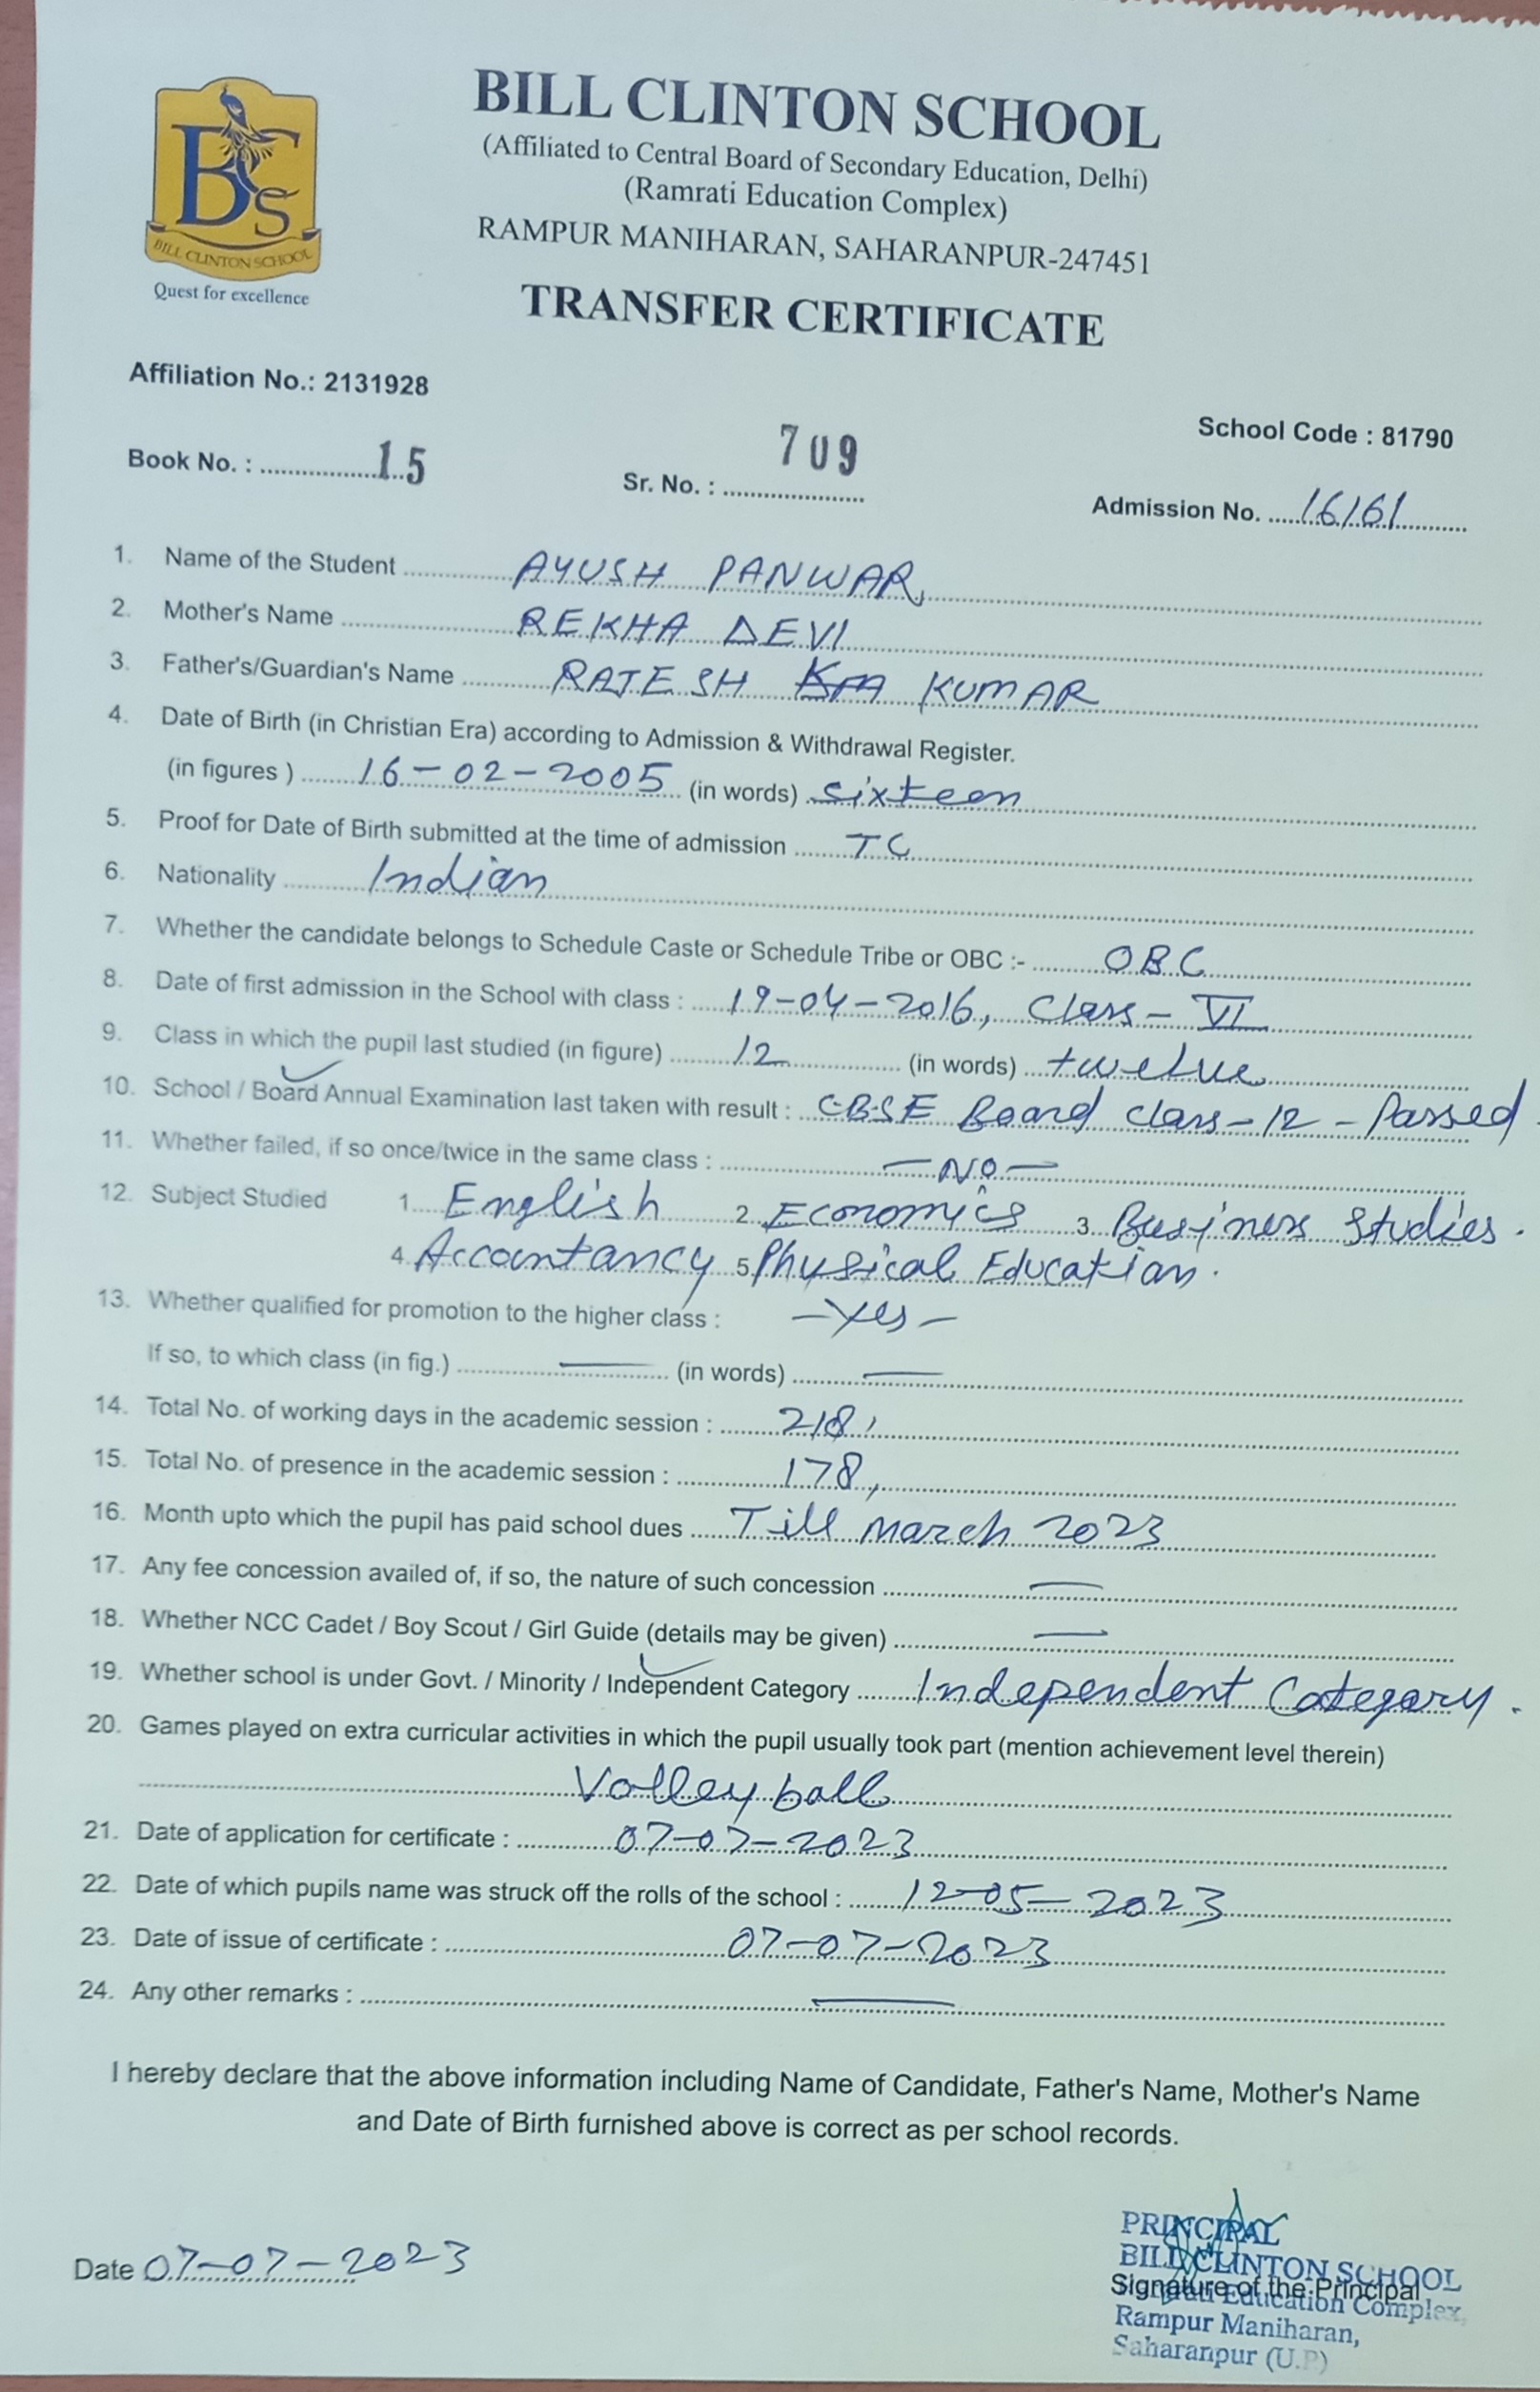 BILL CLINTON SCHOOL
(Affiliated to Central Board of Secondary Education, Delhi)
(Ramrati Education Complex)
RAMPUR MANIHARAN, SAHARANPUR-247451
BCS
BILL CLINTON SCHOOL
Quest for excellence
TRANSFER CERTIFICATE
Affiliation No.: 2131928
School Code : 81790
Book No. : 15 Sr. No. : 709 Admission No. 16161
1. Name of the Student AYUSH PANWAR
2. Mother's Name REKHA DEVI
3. Father's/Guardian's Name RAJESH KUMAR
4. Date of Birth (in Christian Era) according to Admission & Withdrawal Register.
(in figures ) 16-02-2005 (in words) sixteen
5. Proof for Date of Birth submitted at the time of admission TC
6. Nationality Indian
7. Whether the candidate belongs to Schedule Caste or Schedule Tribe or OBC :- OBC
8. Date of first admission in the School with class : 19-04-2016, Class - VI
9. Class in which the pupil last studied (in figure) 12 (in words) twelve
10. School / Board Annual Examination last taken with result : CBSE Board class-12 - Passed.
11. Whether failed, if so once/twice in the same class : - No -
12. Subject Studied 1. English 2. Economics 3. Business Studies.
4. Accountancy 5. Physical Education.
13. Whether qualified for promotion to the higher class : - Yes -
If so, to which class (in fig.) — (in words) —
14. Total No. of working days in the academic session : 218,
15. Total No. of presence in the academic session : 178,
16. Month upto which the pupil has paid school dues Till March 2023
17. Any fee concession availed of, if so, the nature of such concession —
18. Whether NCC Cadet / Boy Scout / Girl Guide (details may be given) —
19. Whether school is under Govt. / Minority / Independent Category Independent Category.
20. Games played on extra curricular activities in which the pupil usually took part (mention achievement level therein)
Volleyball
21. Date of application for certificate : 07-07-2023
22. Date of which pupils name was struck off the rolls of the school : 12-05-2023
23. Date of issue of certificate : 07-07-2023
24. Any other remarks : —
I hereby declare that the above information including Name of Candidate, Father's Name, Mother's Name
and Date of Birth furnished above is correct as per school records.
Date 07-07-2023
PRINCIPAL
BILL CLINTON SCHOOL
Signature of the Principal
Education Complex,
Rampur Maniharan,
Saharanpur (U.P)